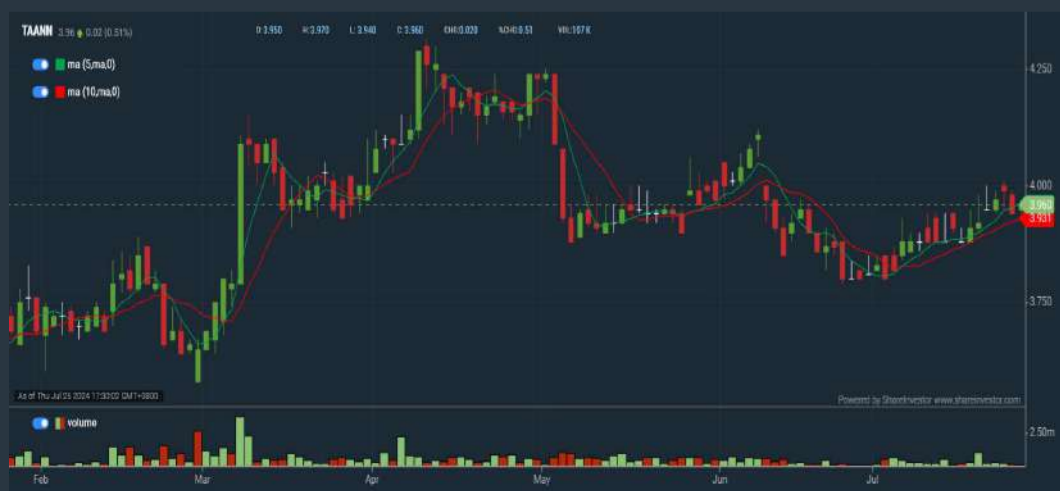 TAANN 3.96 0.02 (0.51%) O:3.950 H:3.970 L:3.940 C:3.960 CHG:0.020 %CHG:0.51 VOL:107 K
ma (5,ma,0)
ma (10,ma,0)
4.250
4.000
3.960
3.931
3.750
As of Thu Jul 25 2024 Powered by ShareInvestor www.shareinvestor.com
volume
2.50m
Feb Mar Apr May Jun Jul